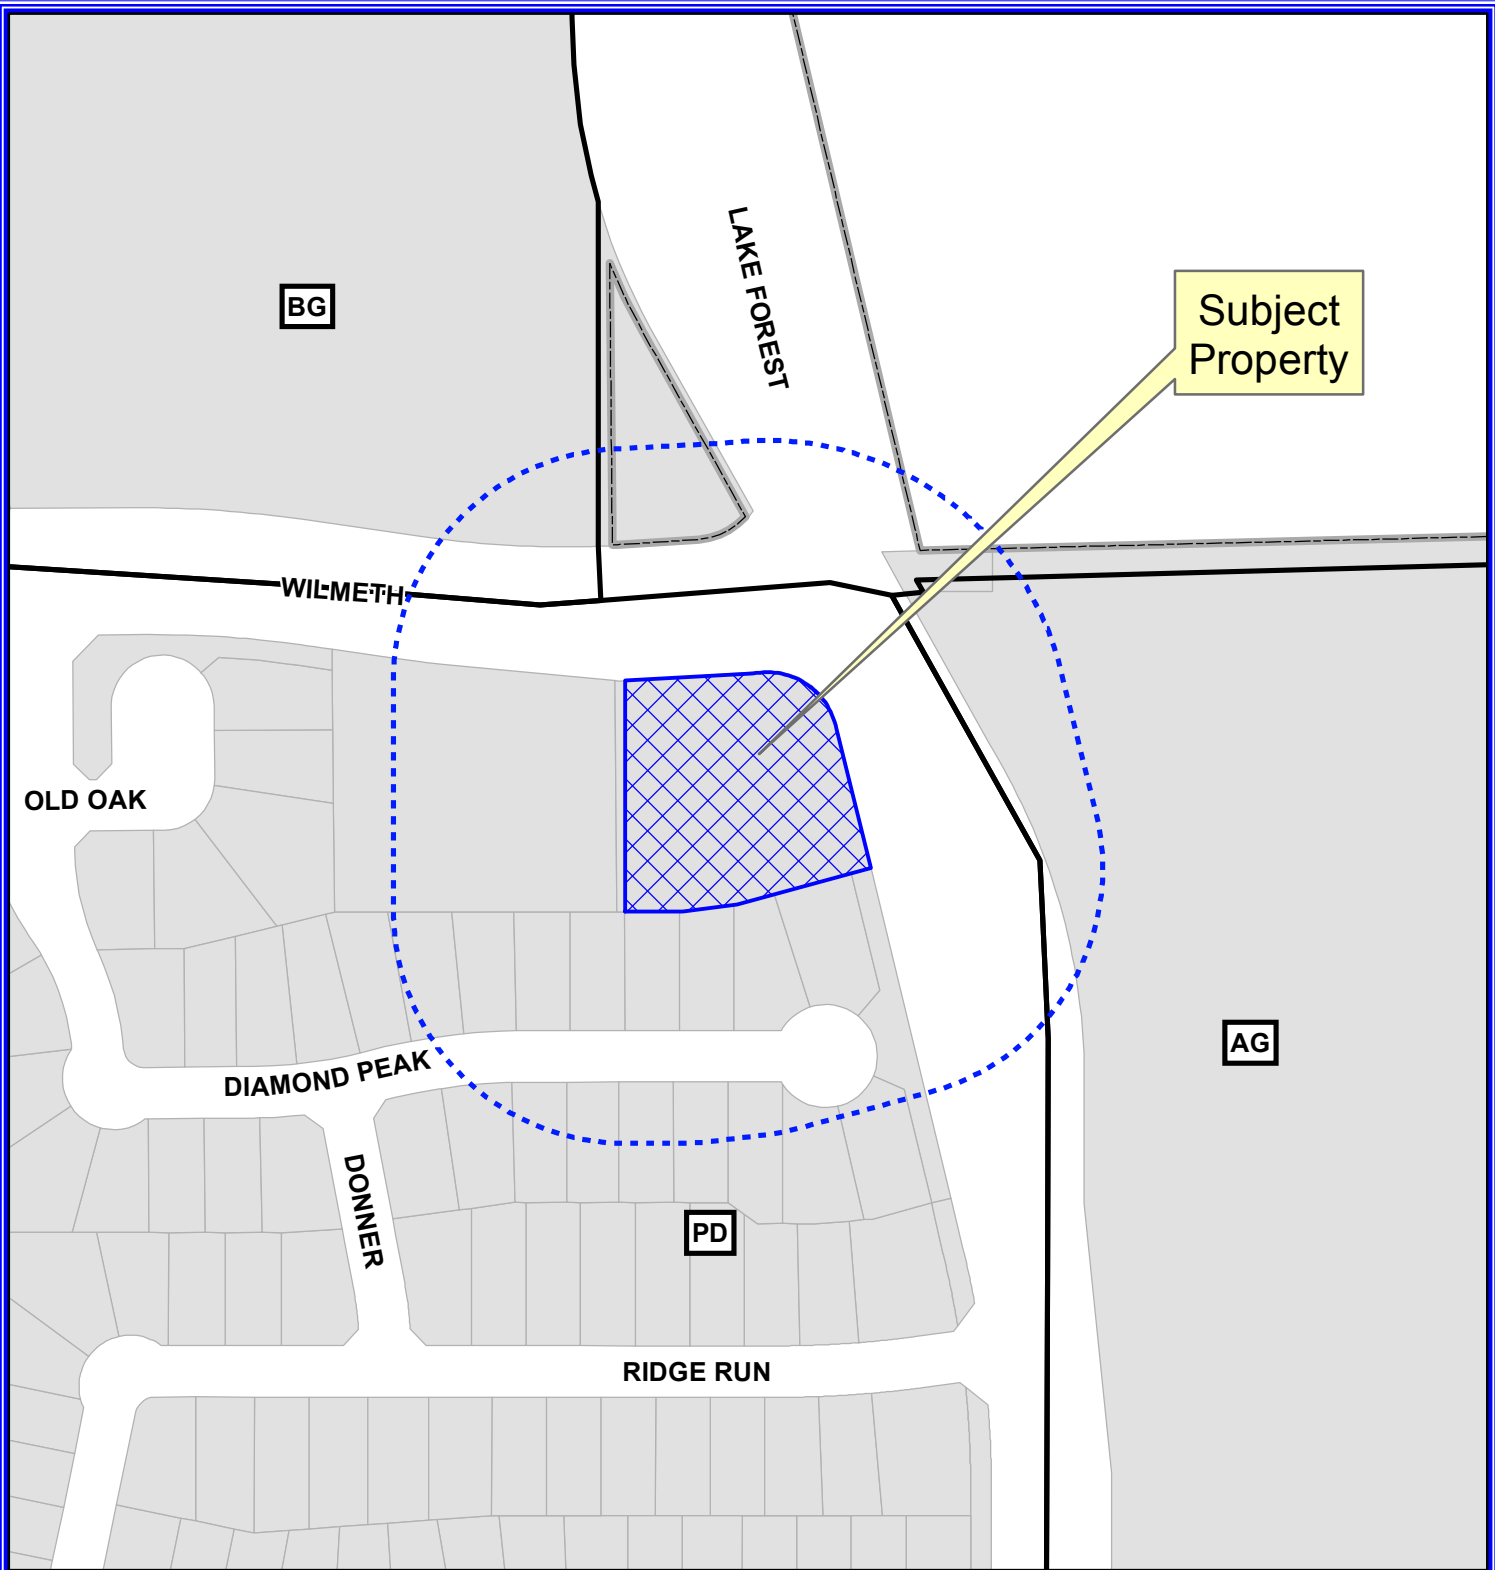 LAKE FOREST
BG
Subject
Property
WILMETH
OLD OAK
AG
DIAMOND PEAK
DONNER
PD
RIDGE RUN